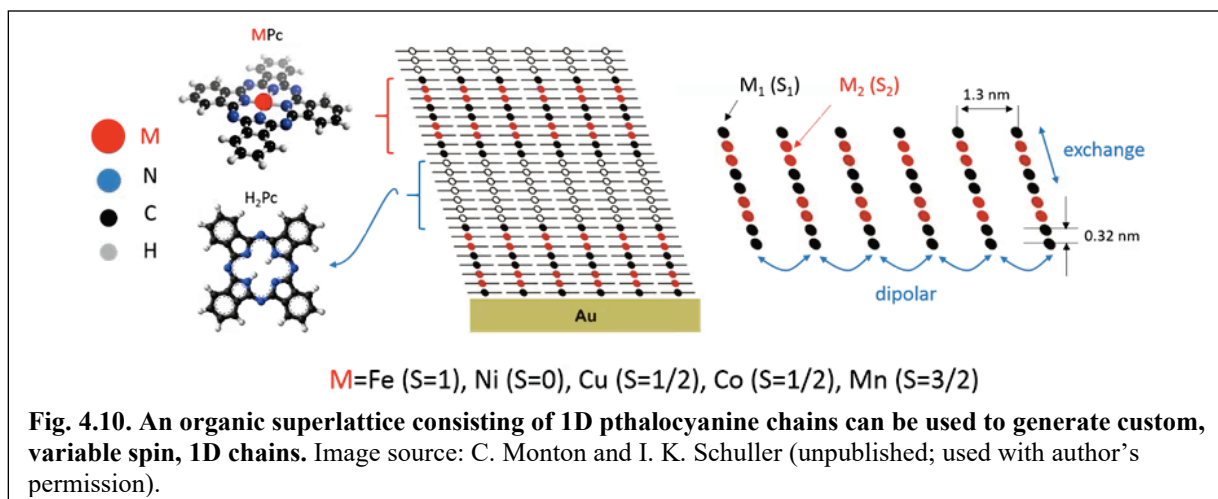 MPc
M
N
C
H
H₂Pc
Au
M₁ (S₁)
M₂ (S₂)
1.3 nm
exchange
0.32 nm
dipolar
M=Fe (S=1), Ni (S=0), Cu (S=1/2), Co (S=1/2), Mn (S=3/2)
Fig. 4.10. An organic superlattice consisting of 1D pthalocyanine chains can be used to generate custom,
variable spin, 1D chains. Image source: C. Monton and I. K. Schuller (unpublished; used with author's
permission).